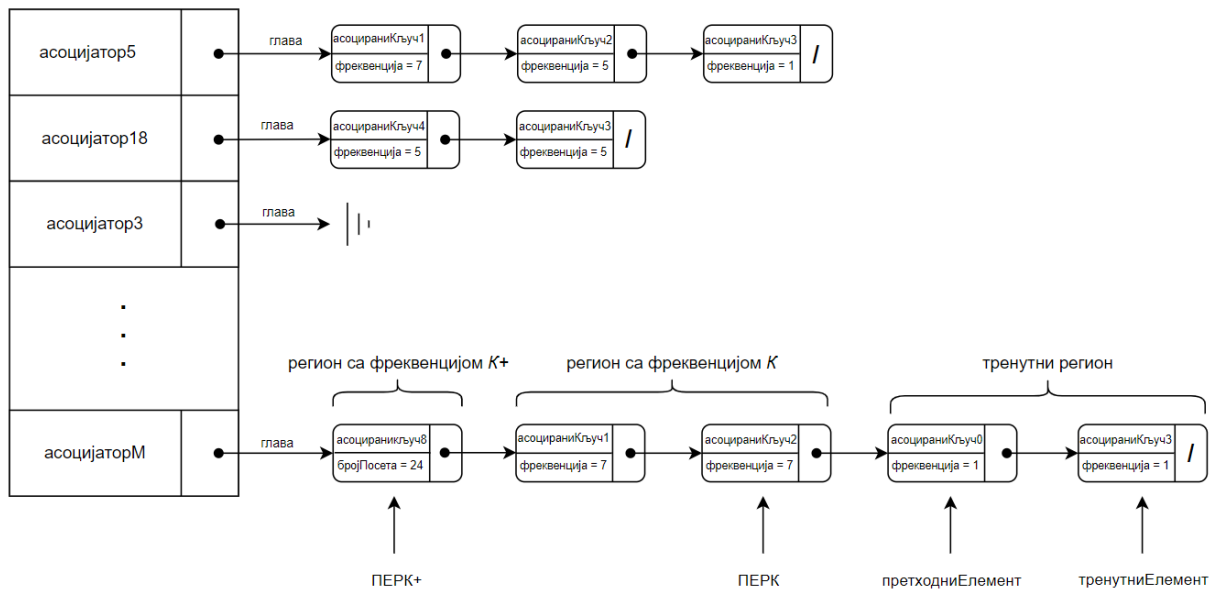 асоцијатор5
глава
асоцираниКључ1
фреквенција = 7
асоцираниКључ2
фреквенција = 5
асоцираниКључ3
фреквенција = 1
/
асоцијатор18
глава
асоцираниКључ4
фреквенција = 5
асоцираниКључ3
фреквенција = 5
/
асоцијатор3
глава
регион са фреквенцијом K+
регион са фреквенцијом K
тренутни регион
асоцијаторМ
глава
асоцираникључ8
бројПосета = 24
асоцираниКључ1
фреквенција = 7
асоцираниКључ2
фреквенција = 7
асоцираниКључ0
фреквенција = 1
асоцираниКључ3
фреквенција = 1
/
ПЕРК+
ПЕРК
претходниЕлемент
тренутниЕлемент